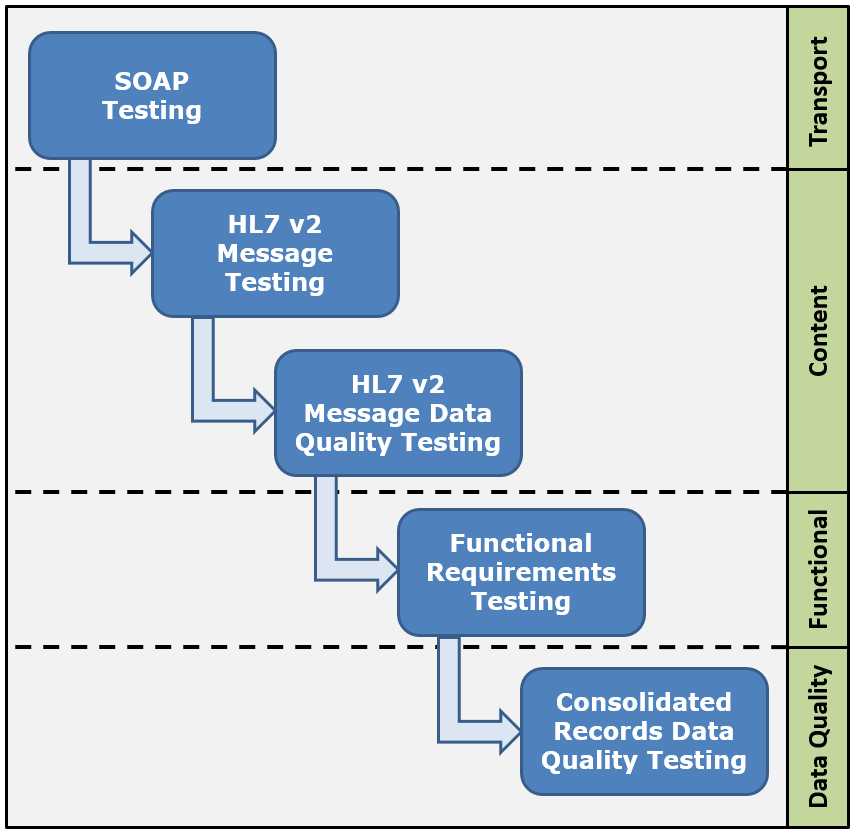 SOAP
Testing
Transport
HL7 v2
Message
Testing
HL7 v2
Message Data
Quality Testing
Content
Functional
Requirements
Testing
Functional
Consolidated
Records Data
Quality Testing
Data Quality